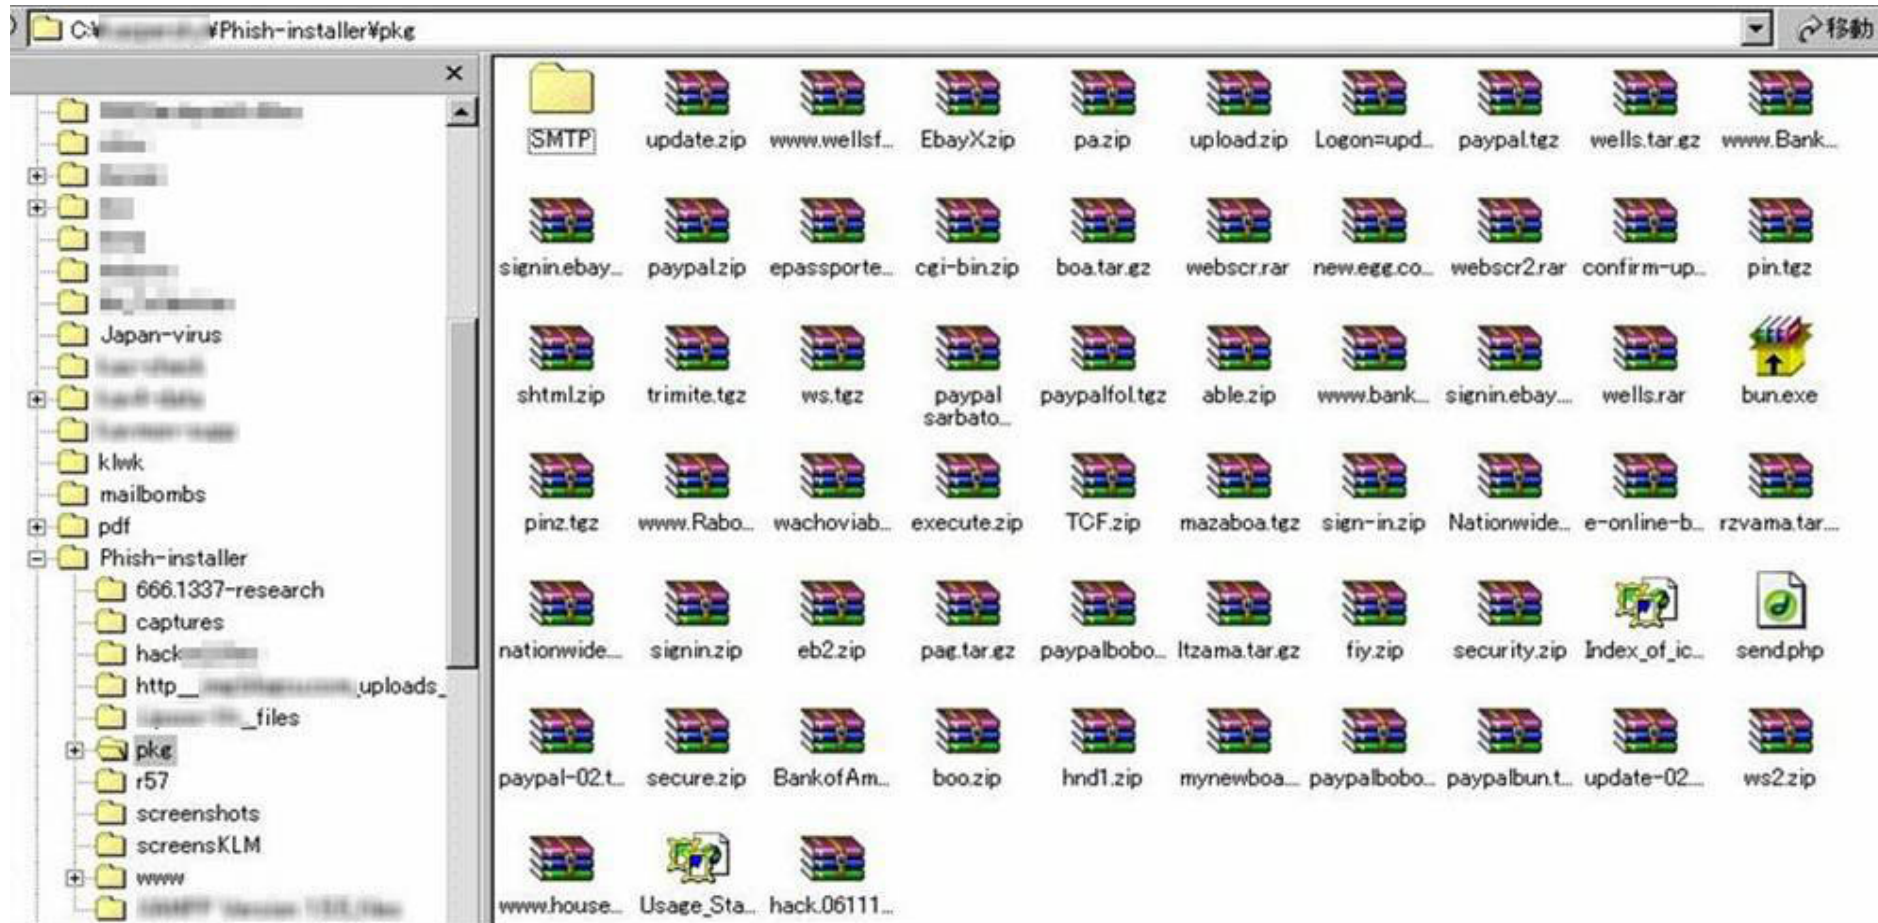 C:¥ ¥Phish-installer¥pkg
移動
Japan-virus
klwk
mailbombs
pdf
Phish-installer
666.1337-research
captures
hack
http__ _uploads_
__files
pkg
r57
screenshots
screensKLM
www
SMTP
update.zip
www.wellsf...
EbayX.zip
pa.zip
upload.zip
Logon=upd...
paypal.tgz
wells.tar.gz
www.Bank...
signin.ebay...
paypal.zip
epassporte...
cgi-bin.zip
boa.tar.gz
webscr.rar
new.egg.co...
webscr2.rar
confirm-up...
pin.tgz
shtml.zip
trimite.tgz
ws.tgz
paypal
sarbato...
paypalfol.tgz
able.zip
www.bank...
signin.ebay....
wells.rar
bun.exe
pinz.tgz
www.Rabo...
wachoviab...
execute.zip
TCF.zip
mazaboa.tgz
sign-in.zip
Nationwide...
e-online-b...
rzvama.tar...
nationwide....
signin.zip
eb2.zip
pag.tar.gz
paypalbobo...
ltzama.tar.gz
fiy.zip
security.zip
Index_of_ic...
send.php
paypal-02.t...
secure.zip
BankofAm...
boo.zip
hnd1.zip
mynewboa....
paypalbobo...
paypalbun.t...
update-02....
ws2.zip
www.house...
Usage_Sta...
hack.06111...